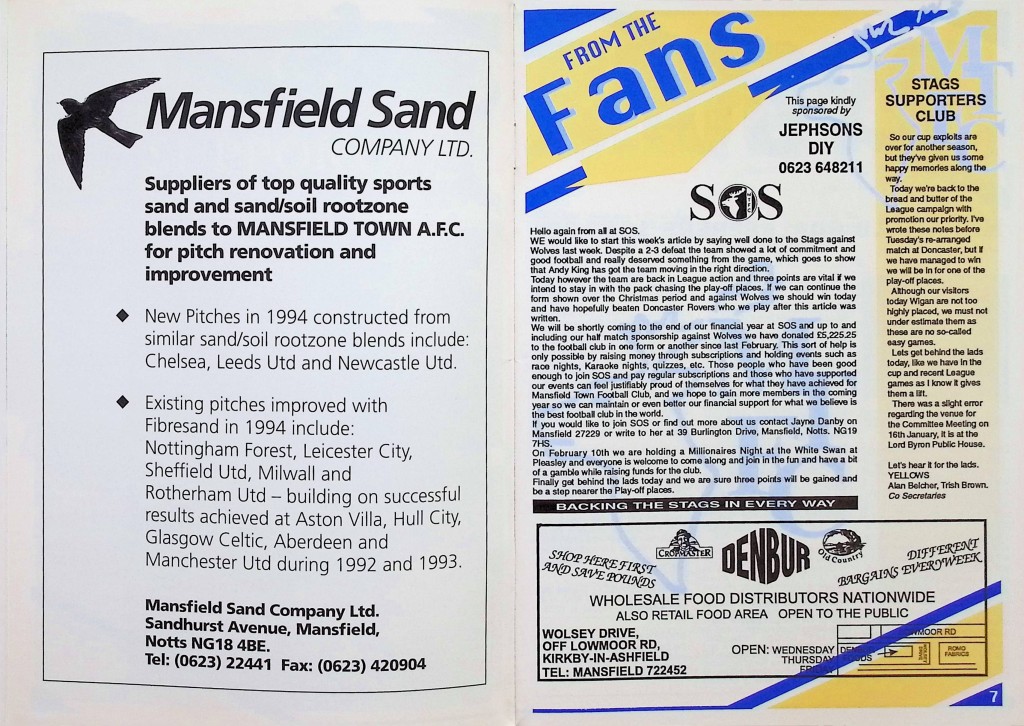 Mansfield Sand
COMPANY LTD.
Suppliers of top quality sports
sand and sand/soil rootzone
blends to MANSFIELD TOWN A.F.C.
for pitch renovation and
improvement
◆ New Pitches in 1994 constructed from
similar sand/soil rootzone blends include:
Chelsea, Leeds Utd and Newcastle Utd.
◆ Existing pitches improved with
Fibresand in 1994 include:
Nottingham Forest, Leicester City,
Sheffield Utd, Milwall and
Rotherham Utd – building on successful
results achieved at Aston Villa, Hull City,
Glasgow Celtic, Aberdeen and
Manchester Utd during 1992 and 1993.
Mansfield Sand Company Ltd.
Sandhurst Avenue, Mansfield,
Notts NG18 4BE.
Tel: (0623) 22441 Fax: (0623) 420904
FROM THE
Fans
This page kindly
sponsored by
JEPHSONS
DIY
0623 648211
SOS
Hello again from all at SOS.
WE would like to start this week's article by saying well done to the Stags against
Wolves last week. Despite a 2-3 defeat the team showed a lot of commitment and
good football and really deserved something from the game, which goes to show
that Andy King has got the team moving in the right direction.
Today however the team are back in League action and three points are vital if we
intend to stay in with the pack chasing the play-off places. If we can continue the
form shown over the Christmas period and against Wolves we should win today
and have hopefully beaten Doncaster Rovers who we play after this article was
written.
We will be shortly coming to the end of our financial year at SOS and up to and
including our half match sponsorship against Wolves we have donated £5,225.25
to the football club in one form or another since last February. This sort of help is
only possible by raising money through subscriptions and holding events such as
race nights, Karaoke nights, quizzes, etc. Those people who have been good
enough to join SOS and pay regular subscriptions and those who have supported
our events can feel justifiably proud of themselves for what they have achieved for
Mansfield Town Football Club, and we hope to gain more members in the coming
year so we can maintain or even better our financial support for what we believe is
the best football club in the world.
If you would like to join SOS or find out more about us contact Jayne Danby on
Mansfield 27229 or write to her at 39 Burlington Drive, Mansfield, Notts. NG19
7HS.
On February 10th we are holding a Millionaires Night at the White Swan at
Pleasley and everyone is welcome to come along and join in the fun and have a bit
of a gamble while raising funds for the club.
Finally get behind the lads today and we are sure three points will be gained and
be a step nearer the Play-off places.
BACKING THE STAGS IN EVERY WAY
STAGS
SUPPORTERS
CLUB
So our cup exploits are
over for another season,
but they've given us some
happy memories along the
way.
Today we're back to the
bread and butter of the
League campaign with
promotion our priority. I've
wrote these notes before
Tuesday's re-arranged
match at Doncaster, but if
we have managed to win
we will be in for one of the
play-off places.
Although our visitors
today Wigan are not too
highly placed, we must not
under estimate them as
these are no so-called
easy games.
Lets get behind the lads
today, like we have in the
cup and recent League
games as I know it gives
them a lift.
There was a slight error
regarding the venue for
the Committee Meeting on
16th January, it is at the
Lord Byron Public House.
Let's hear it for the lads.
YELLOWS
Alan Belcher, Trish Brown.
Co Secretaries
SHOP HERE FIRST
AND SAVE POUNDS
CROPMASTER
DENBUR
Old Country
DIFFERENT
BARGAINS EVERYWEEK
WHOLESALE FOOD DISTRIBUTORS NATIONWIDE
ALSO RETAIL FOOD AREA OPEN TO THE PUBLIC
WOLSEY DRIVE,
OFF LOWMOOR RD,
KIRKBY-IN-ASHFIELD
TEL: MANSFIELD 722452
OPEN: WEDNESDAY
THURSDAY
LOWMOOR RD
WOLSEY
DRIVE
ROMO
FABRICS
7